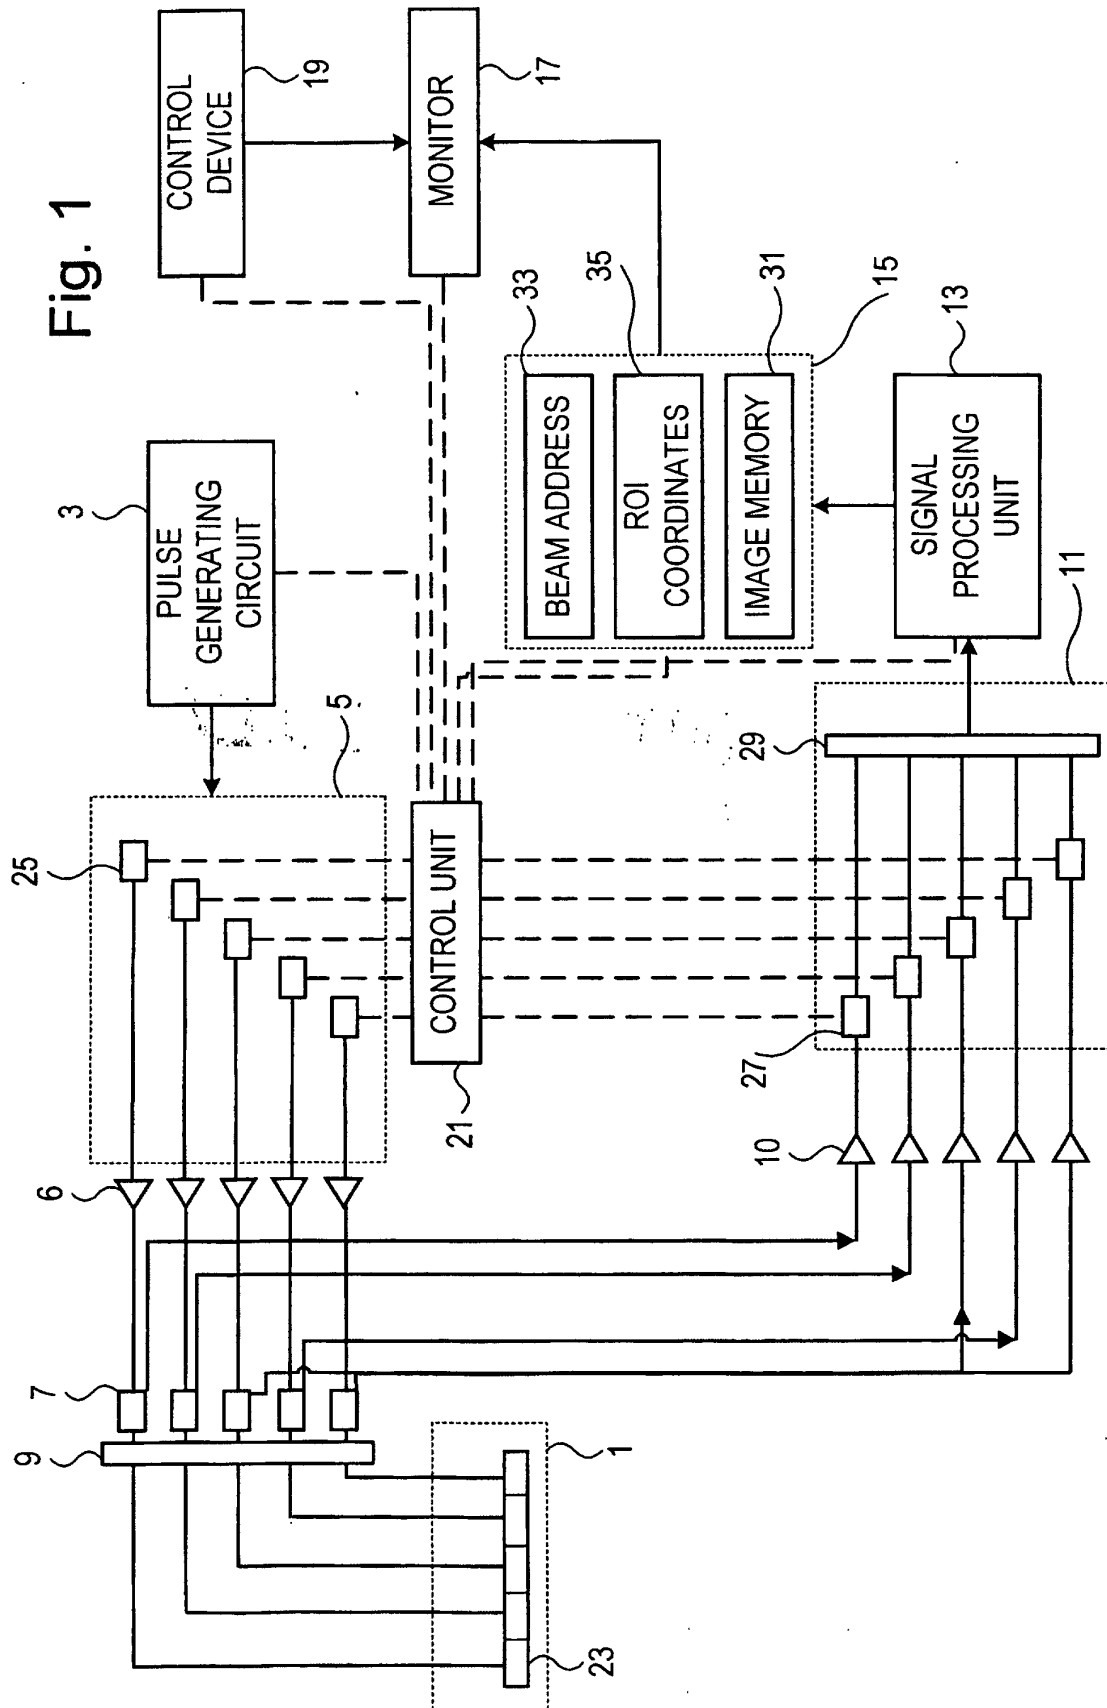 Fig. 1
CONTROL
DEVICE
19
MONITOR
17
3
PULSE
GENERATING
CIRCUIT
33
BEAM ADDRESS
35
ROI
COORDINATES
31
IMAGE MEMORY
15
13
SIGNAL
PROCESSING
UNIT
5
25
CONTROL UNIT
21
29
11
27
10
6
7
9
1
23